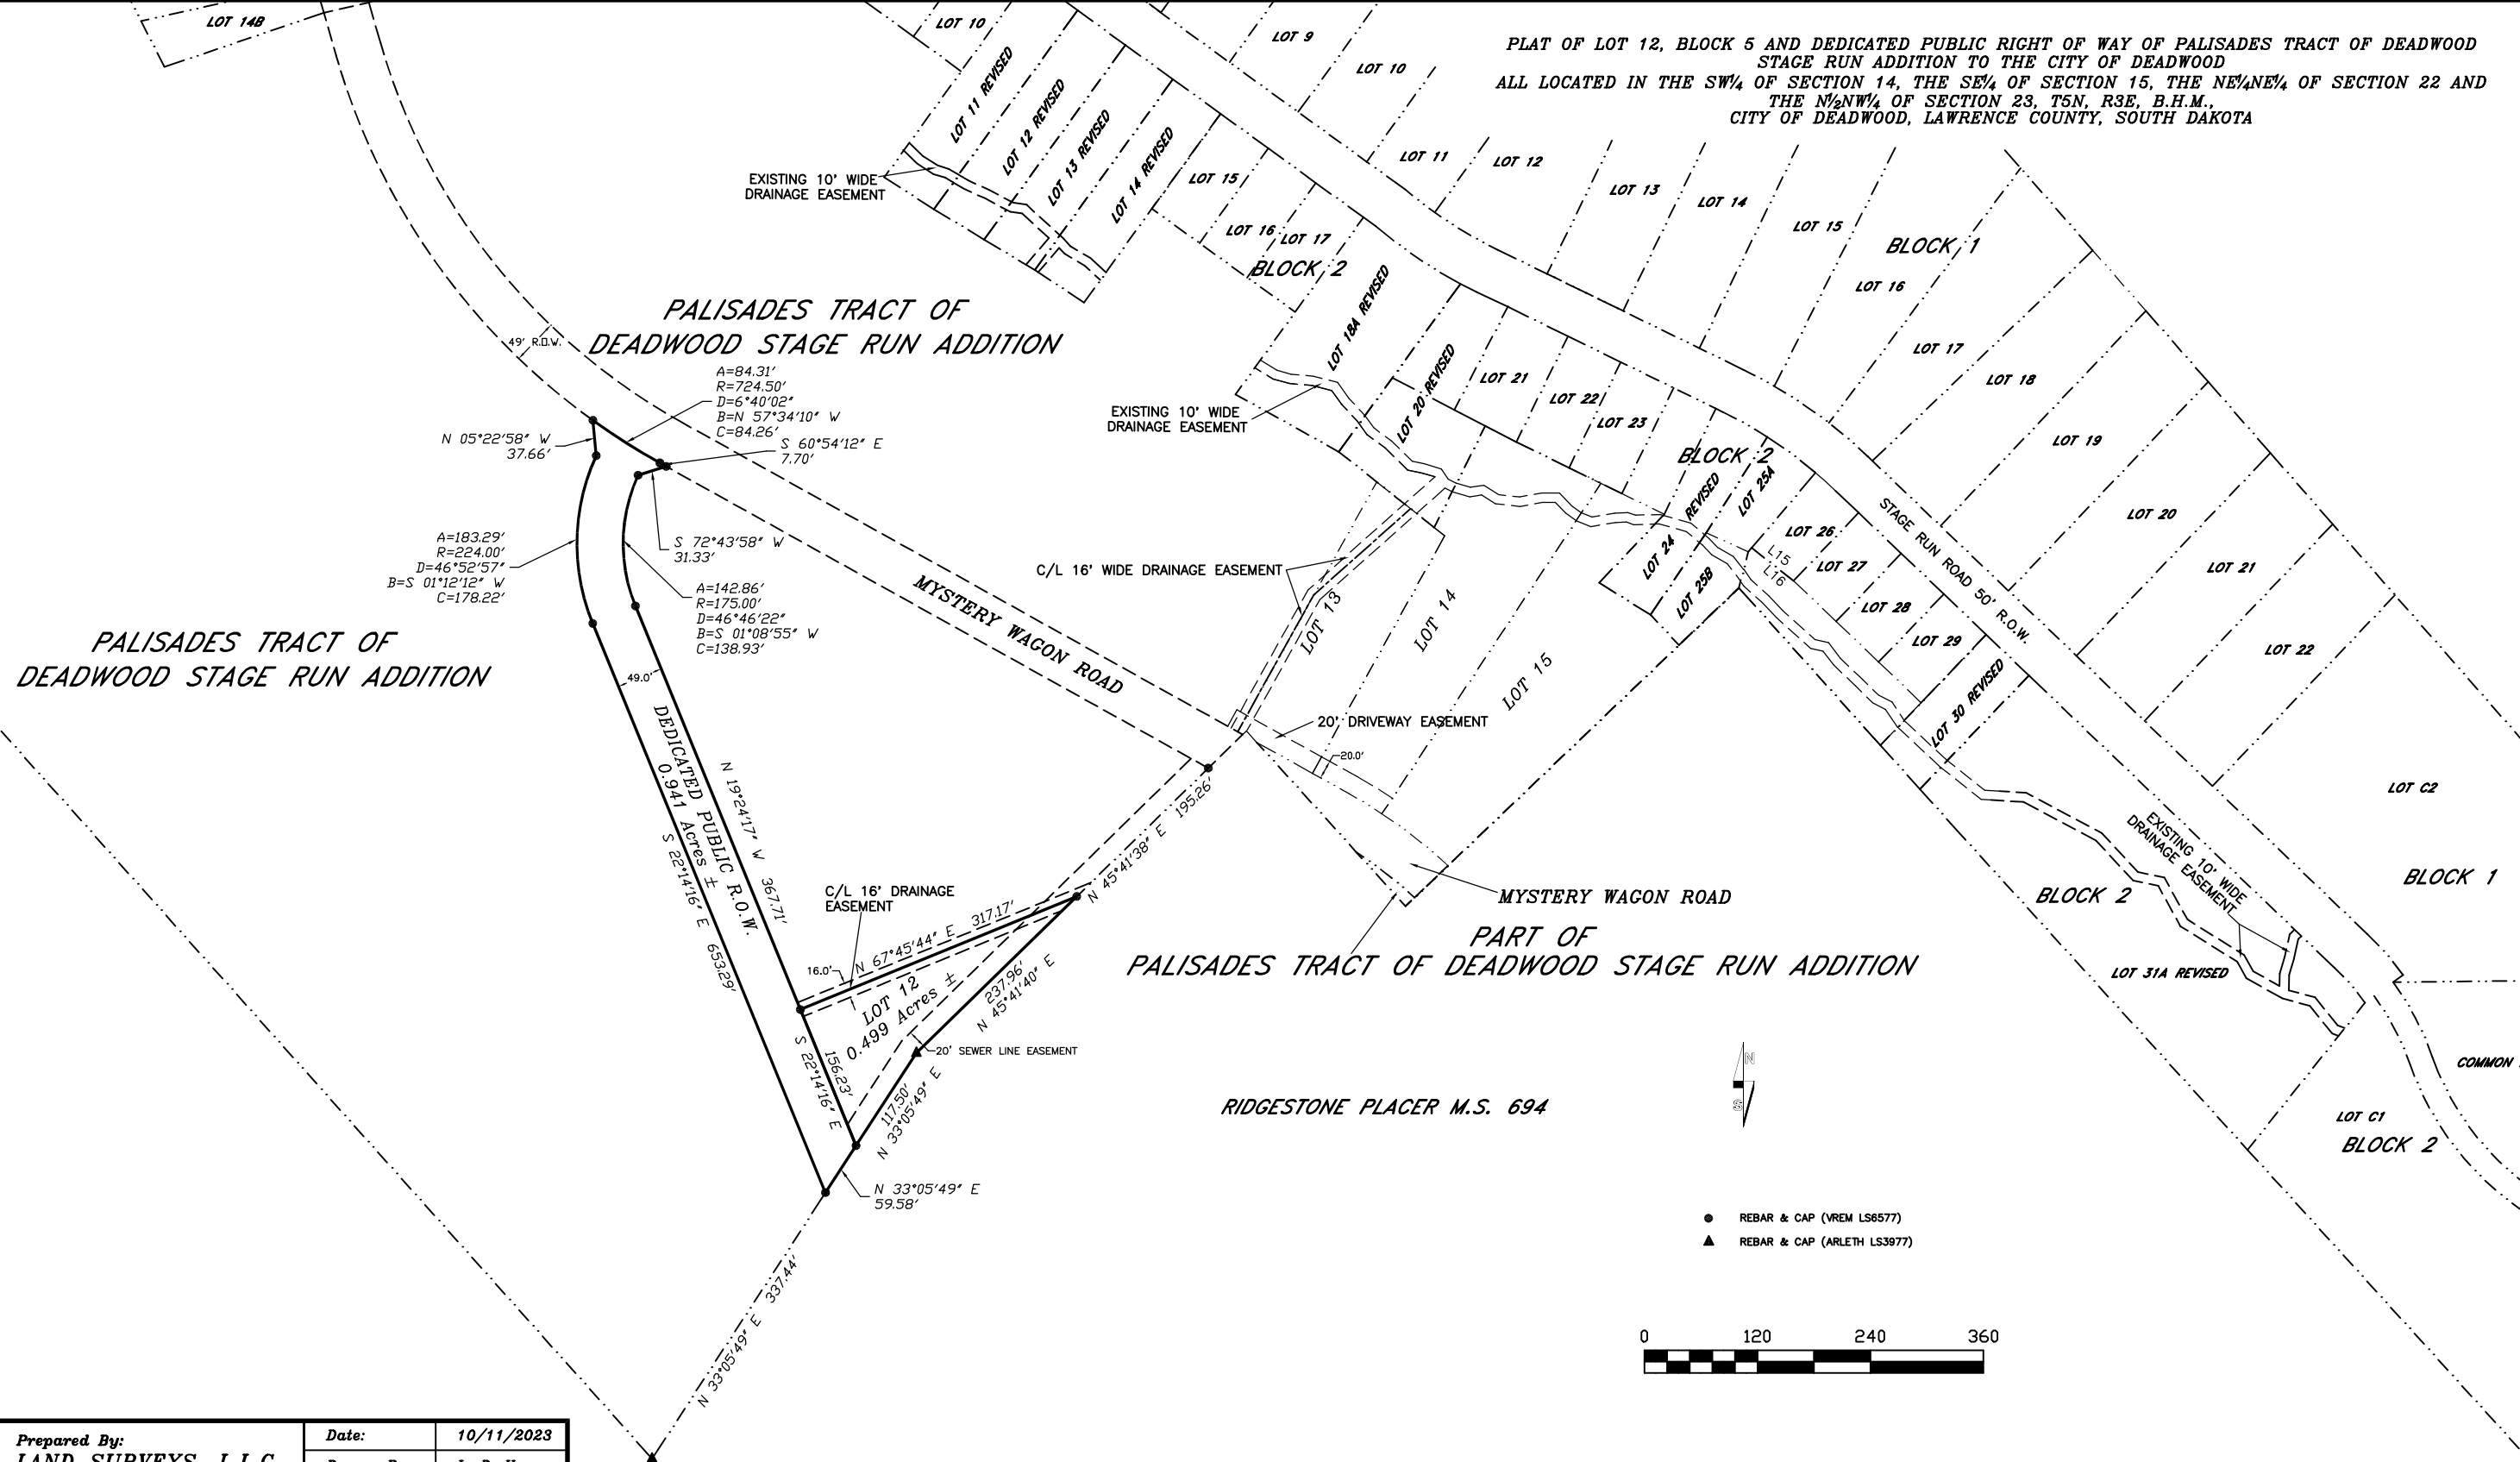 PLAT OF LOT 12, BLOCK 5 AND DEDICATED PUBLIC RIGHT OF WAY OF PALISADES TRACT OF DEADWOOD
STAGE RUN ADDITION TO THE CITY OF DEADWOOD
ALL LOCATED IN THE SW¼ OF SECTION 14, THE SE¼ OF SECTION 15, THE NE¼NE¼ OF SECTION 22 AND
THE N½NW¼ OF SECTION 23, T5N, R3E, B.H.M.,
CITY OF DEADWOOD, LAWRENCE COUNTY, SOUTH DAKOTA
LOT 14B
LOT 10
LOT 9
LOT 10
LOT 11 REVISED
LOT 12 REVISED
LOT 13 REVISED
LOT 14 REVISED
EXISTING 10' WIDE
DRAINAGE EASEMENT
LOT 15
LOT 16
LOT 17
BLOCK 2
LOT 11
LOT 12
LOT 13
LOT 14
LOT 15
BLOCK 1
LOT 16
LOT 17
LOT 18
LOT 19
LOT 20
LOT 21
LOT 22
LOT C2
BLOCK 1
PALISADES TRACT OF
DEADWOOD STAGE RUN ADDITION
49' R.O.W.
A=84.31'
R=724.50'
D=6°40'02"
B=N 57°34'10" W
C=84.26'
S 60°54'12" E
7.70'
N 05°22'58" W
37.66'
S 72°43'58" W
31.33'
A=183.29'
R=224.00'
D=46°52'57"
B=S 01°12'12" W
C=178.22'
A=142.86'
R=175.00'
D=46°46'22"
B=S 01°08'55" W
C=138.93'
PALISADES TRACT OF
DEADWOOD STAGE RUN ADDITION
49.0'
MYSTERY WAGON ROAD
LOT 18A REVISED
LOT 20 REVISED
EXISTING 10' WIDE
DRAINAGE EASEMENT
LOT 21
LOT 22
LOT 23
BLOCK 2
LOT 24 REVISED
LOT 25A
LOT 25B
LOT 26
L15
L16
LOT 27
LOT 28
LOT 29
LOT 30 REVISED
STAGE RUN ROAD 50' R.O.W.
C/L 16' WIDE DRAINAGE EASEMENT
LOT 13
LOT 14
LOT 15
20' DRIVEWAY EASEMENT
20.0'
DEDICATED PUBLIC R.O.W.
0.941 Acres ±
N 19°24'17" W 367.71'
S 22°14'16" E 653.29'
C/L 16' DRAINAGE
EASEMENT
16.0'
N 67°45'44" E 317.17'
N 45°41'38" E 195.26'
LOT 12
0.499 Acres ±
237.96'
N 45°41'40" E
20' SEWER LINE EASEMENT
156.23'
S 22°14'16" E
117.50'
N 33°05'49" E
N 33°05'49" E
59.58'
N 33°05'49" E 337.44'
MYSTERY WAGON ROAD
PART OF
PALISADES TRACT OF DEADWOOD STAGE RUN ADDITION
RIDGESTONE PLACER M.S. 694
N
S
EXISTING 10' WIDE
DRAINAGE EASEMENT
BLOCK 2
LOT 31A REVISED
COMMON
LOT C1
BLOCK 2
REBAR & CAP (VREM LS6577)
REBAR & CAP (ARLETH LS3977)
0 120 240 360
Prepared By:
Date: 10/11/2023
LAND SURVEYS, LLC